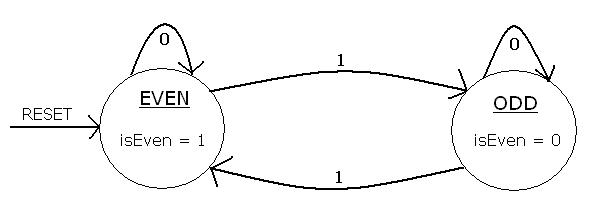 0
0
1
EVEN
ODD
RESET
isEven = 1
isEven = 0
1